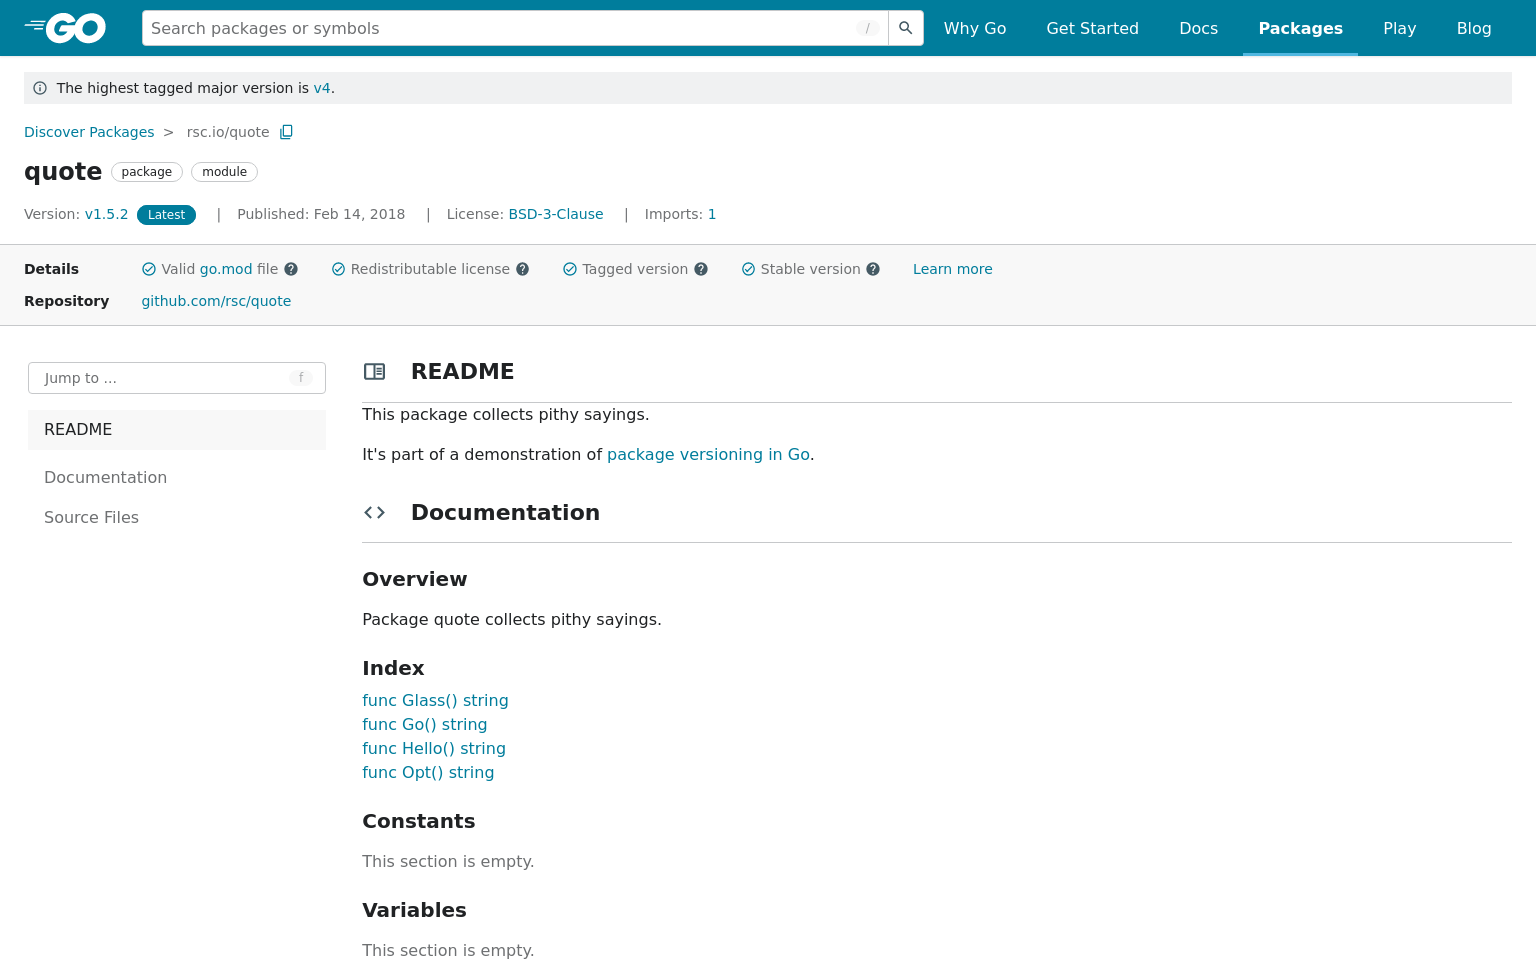 GO
Search packages or symbols /
Why Go Get Started Docs Packages Play Blog
The highest tagged major version is v4.
Discover Packages > rsc.io/quote
quote package module
Version: v1.5.2 Latest | Published: Feb 14, 2018 | License: BSD-3-Clause | Imports: 1
Details Valid go.mod file Redistributable license Tagged version Stable version Learn more
Repository github.com/rsc/quote
Jump to ... f
README
Documentation
Source Files
README
This package collects pithy sayings.
It's part of a demonstration of package versioning in Go.
Documentation
Overview
Package quote collects pithy sayings.
Index
func Glass() string
func Go() string
func Hello() string
func Opt() string
Constants
This section is empty.
Variables
This section is empty.